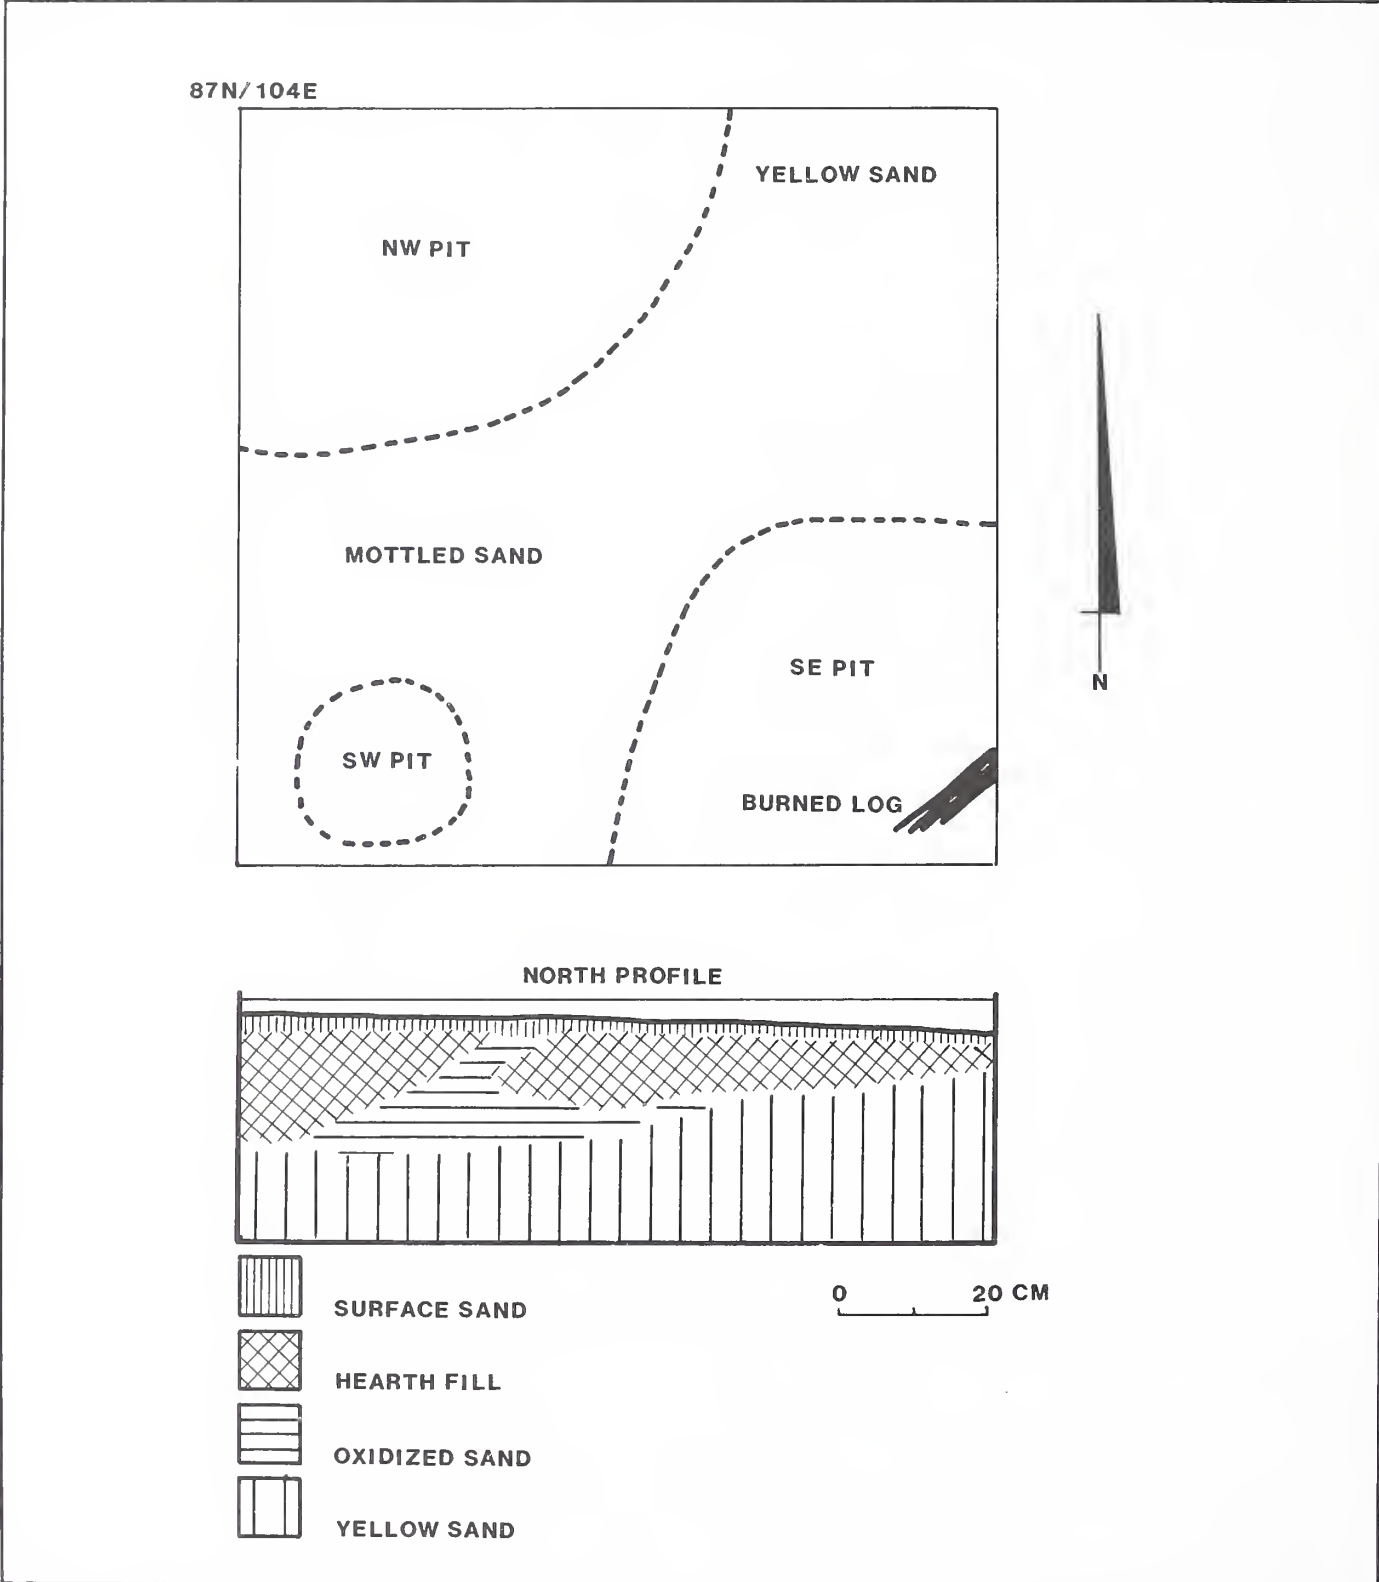 87N/104E
YELLOW SAND
NW PIT
MOTTLED SAND
SE PIT
N
SW PIT
BURNED LOG
NORTH PROFILE
0 20 CM
SURFACE SAND
HEARTH FILL
OXIDIZED SAND
YELLOW SAND